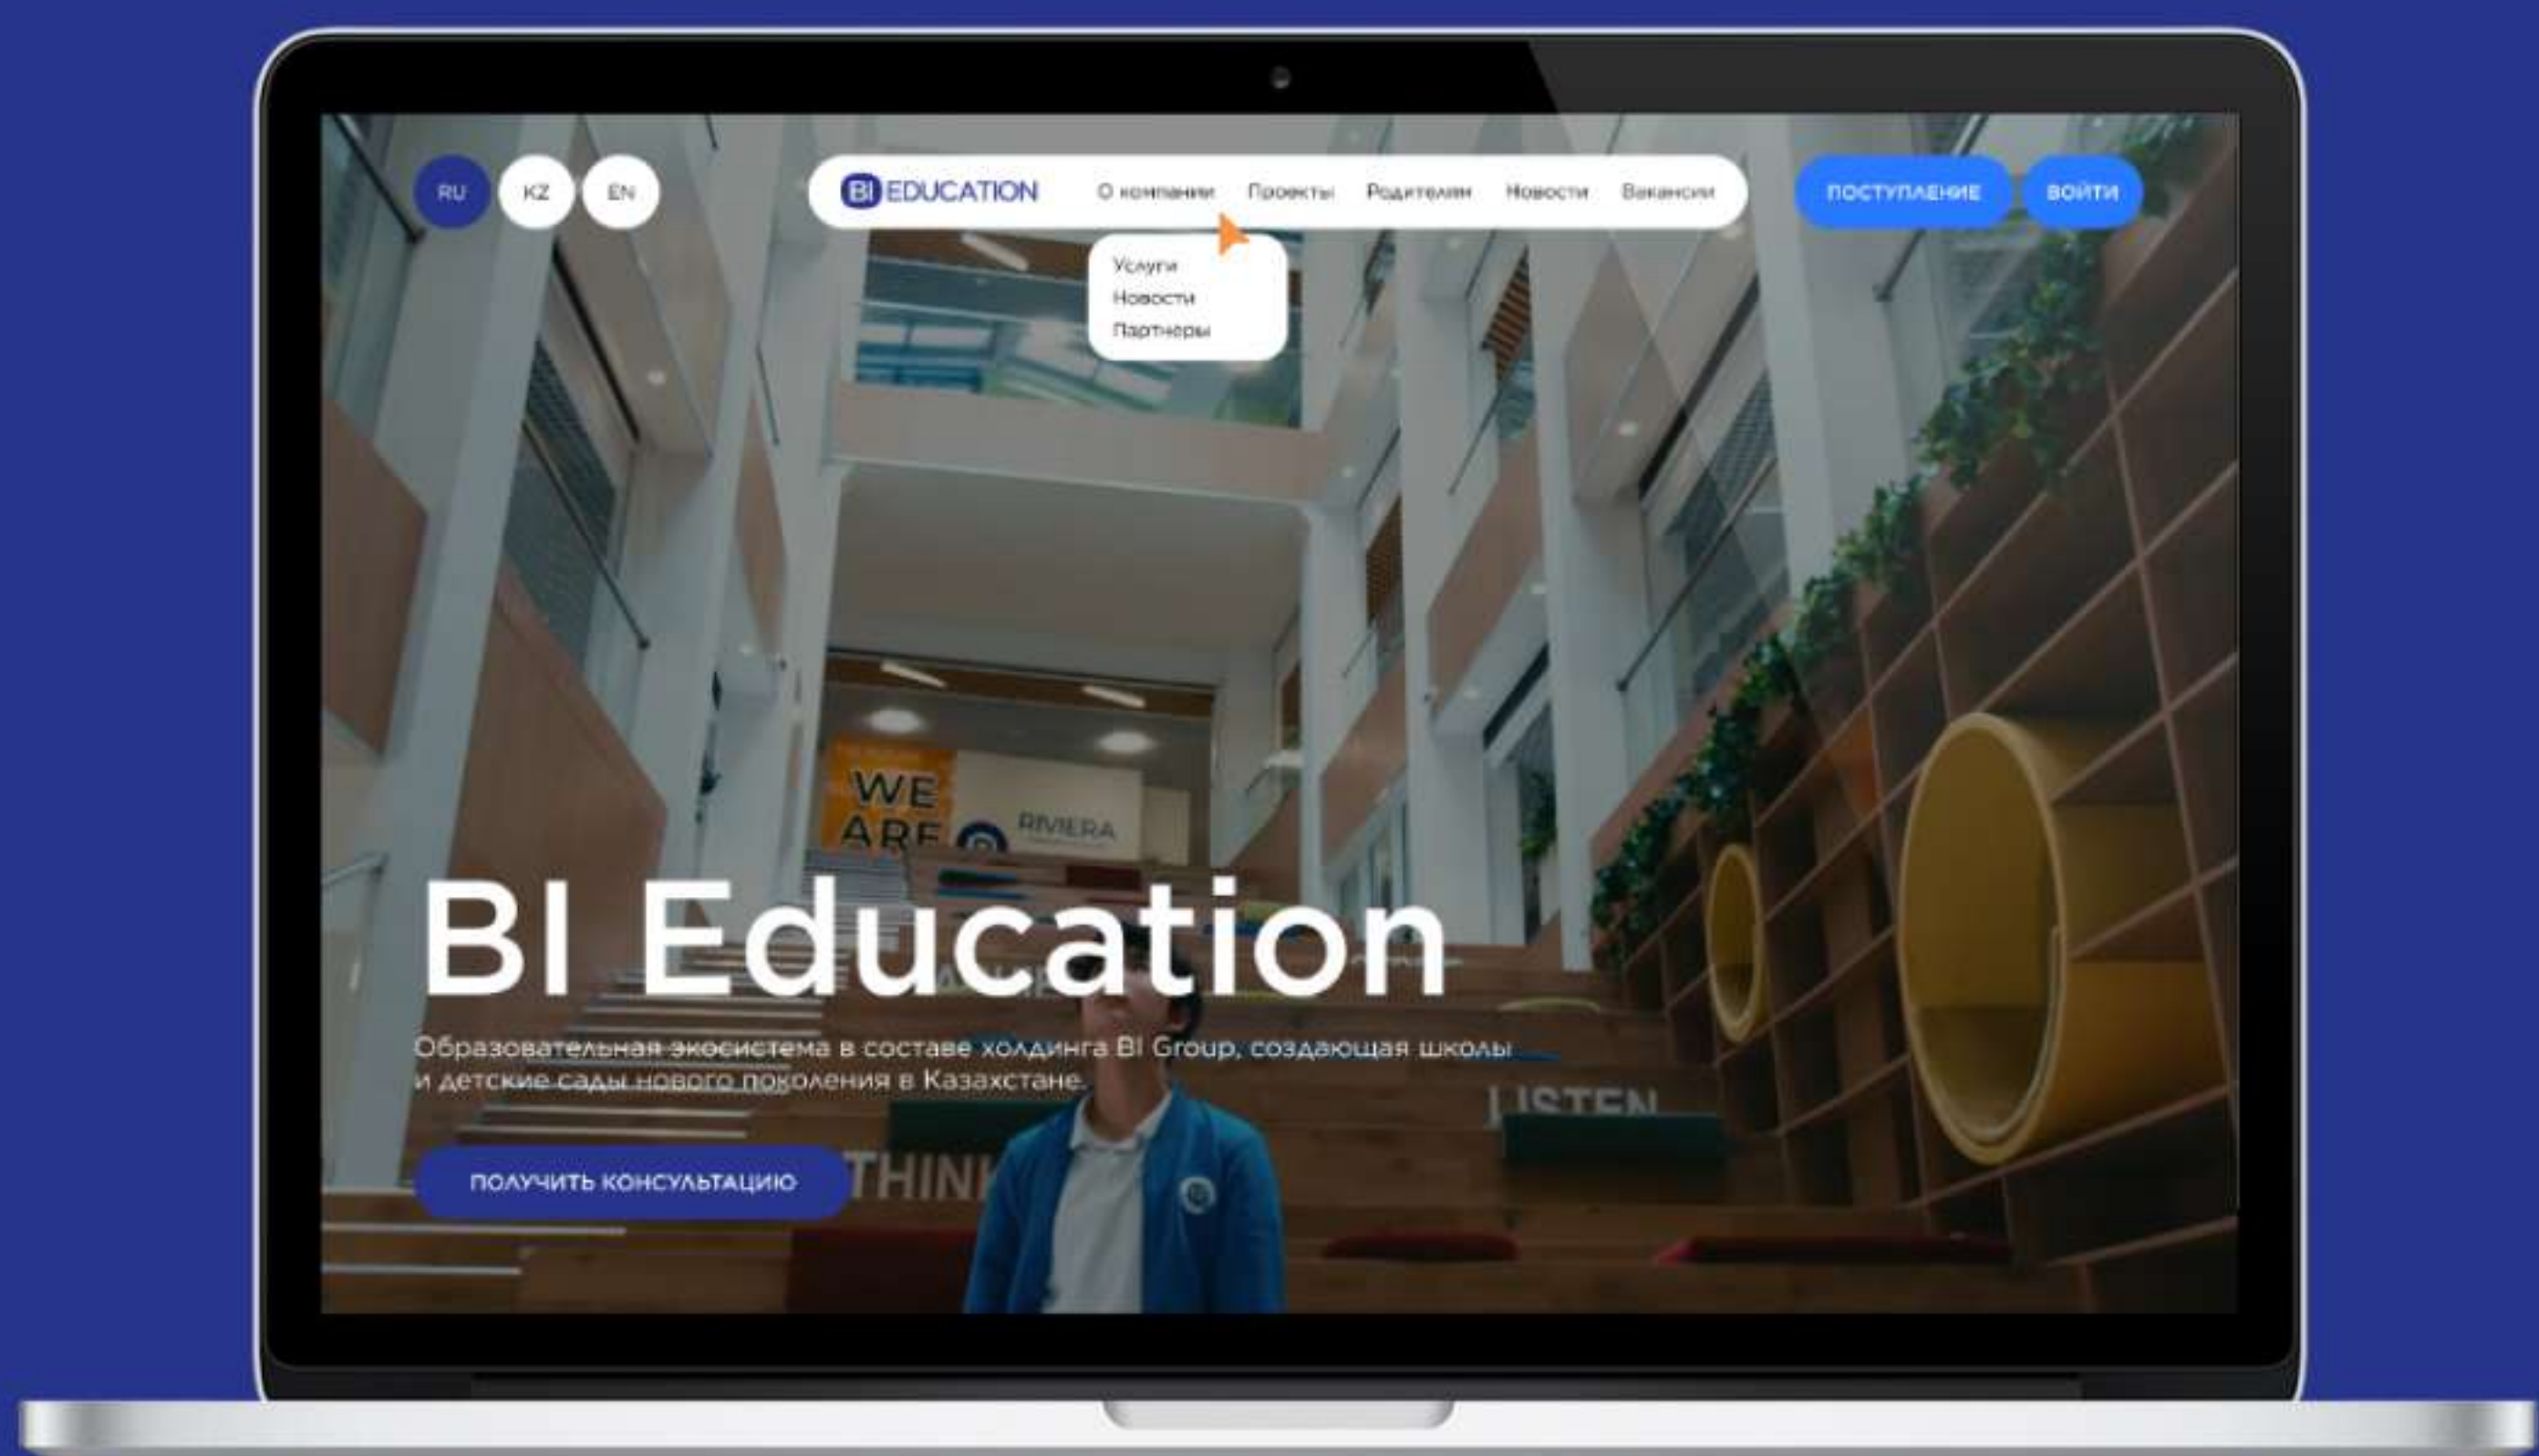 RU KZ EN
BI EDUCATION О компании Проекты Родителям Новости Вакансии
ПОСТУПЛЕНИЕ ВОЙТИ
Услуги
Новости
Партнеры
WE
ARE
RIVIERA
BI Education
Образовательная экосистема в составе холдинга BI Group, создающая школы
и детские сады нового поколения в Казахстане.
LISTEN
THINK
ПОЛУЧИТЬ КОНСУЛЬТАЦИЮ